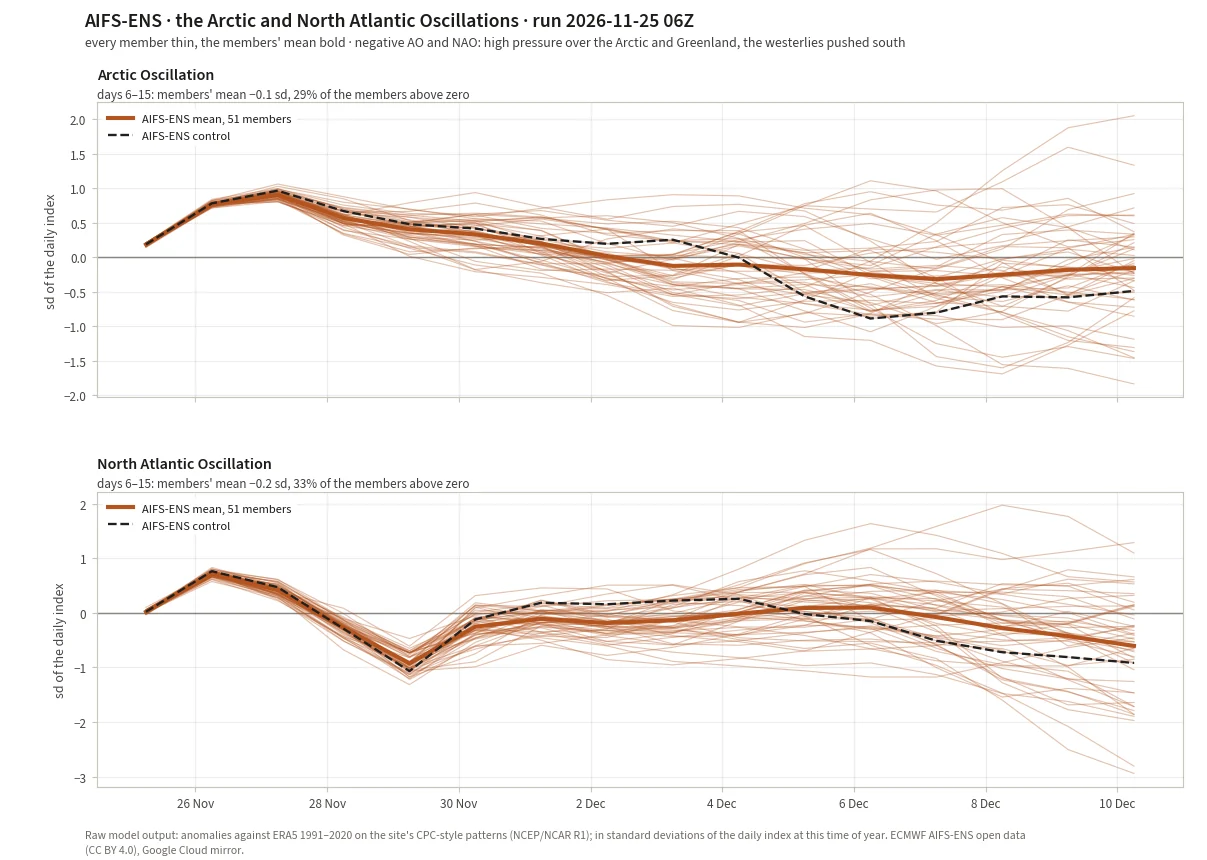 AIFS-ENS · the Arctic and North Atlantic Oscillations · run 2026-11-25 06Z
every member thin, the members' mean bold · negative AO and NAO: high pressure over the Arctic and Greenland, the westerlies pushed south
Arctic Oscillation
days 6–15: members' mean −0.1 sd, 29% of the members above zero
AIFS-ENS mean, 51 members
AIFS-ENS control
2.0
1.5
1.0
0.5
0.0
−0.5
−1.0
−1.5
−2.0
sd of the daily index
North Atlantic Oscillation
days 6–15: members' mean −0.2 sd, 33% of the members above zero
AIFS-ENS mean, 51 members
AIFS-ENS control
2
1
0
−1
−2
−3
sd of the daily index
26 Nov
28 Nov
30 Nov
2 Dec
4 Dec
6 Dec
8 Dec
10 Dec
Raw model output: anomalies against ERA5 1991–2020 on the site's CPC-style patterns (NCEP/NCAR R1); in standard deviations of the daily index at this time of year. ECMWF AIFS-ENS open data
(CC BY 4.0), Google Cloud mirror.